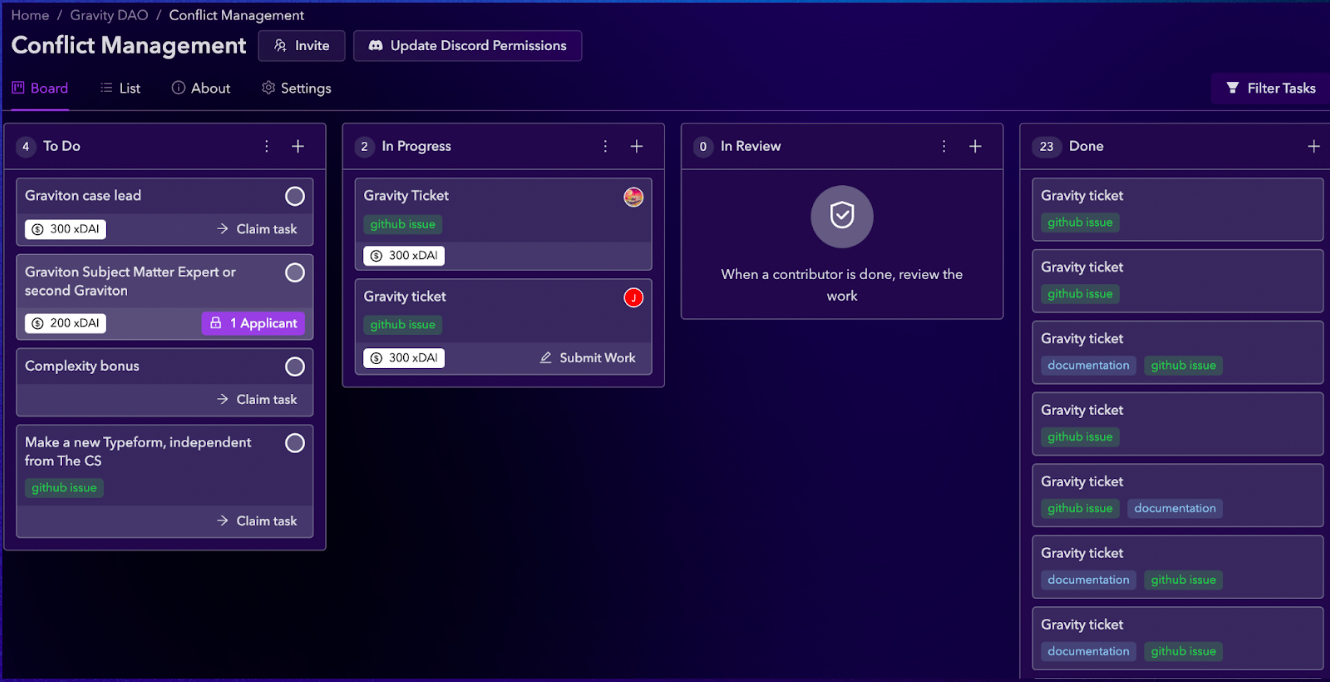 Home / Gravity DAO / Conflict Management
Conflict Management
Invite
Update Discord Permissions
Board
List
About
Settings
Filter Tasks
4 To Do
Graviton case lead
300 xDAI
Claim task
Graviton Subject Matter Expert or
second Graviton
200 xDAI
1 Applicant
Complexity bonus
Claim task
Make a new Typeform, independent
from The CS
github issue
Claim task
2 In Progress
Gravity Ticket
github issue
300 xDAI
Gravity ticket
J
github issue
300 xDAI
Submit Work
0 In Review
When a contributor is done, review the
work
23 Done
Gravity ticket
github issue
Gravity ticket
github issue
Gravity ticket
documentation github issue
Gravity ticket
github issue
Gravity ticket
github issue documentation
Gravity ticket
documentation github issue
Gravity ticket
documentation github issue